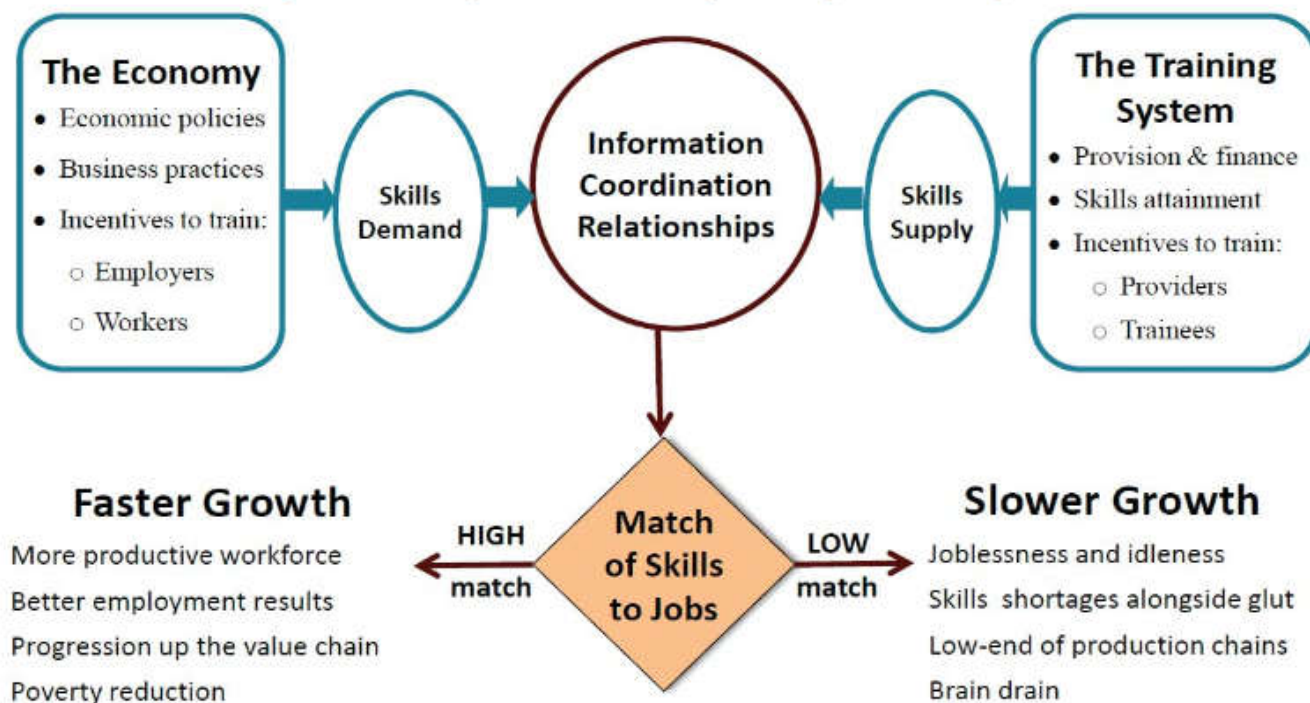 The Economy
• Economic policies
• Business practices
• Incentives to train:
○ Employers
○ Workers
Skills
Demand
Information
Coordination
Relationships
Skills
Supply
The Training
System
• Provision & finance
• Skills attainment
• Incentives to train:
○ Providers
○ Trainees
Faster Growth
More productive workforce
Better employment results
Progression up the value chain
Poverty reduction
HIGH
match
Match
of Skills
to Jobs
LOW
match
Slower Growth
Joblessness and idleness
Skills shortages alongside glut
Low-end of production chains
Brain drain